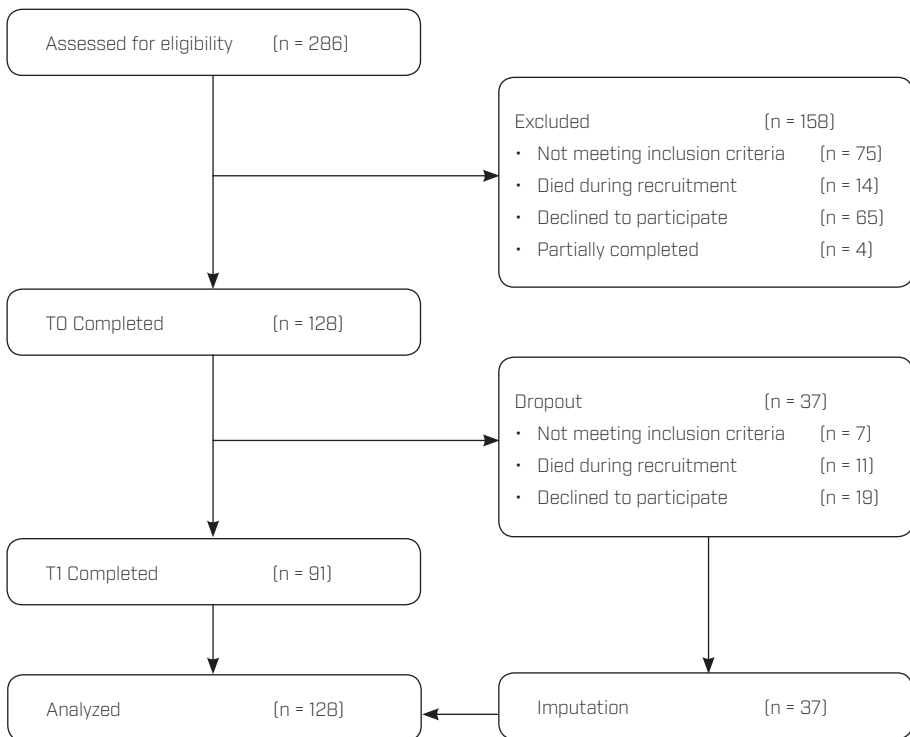 Assessed for eligibility (n = 286)
Excluded (n = 158)
· Not meeting inclusion criteria (n = 75)
· Died during recruitment (n = 14)
· Declined to participate (n = 65)
· Partially completed (n = 4)
T0 Completed (n = 128)
Dropout (n = 37)
· Not meeting inclusion criteria (n = 7)
· Died during recruitment (n = 11)
· Declined to participate (n = 19)
T1 Completed (n = 91)
Analyzed (n = 128)
Imputation (n = 37)